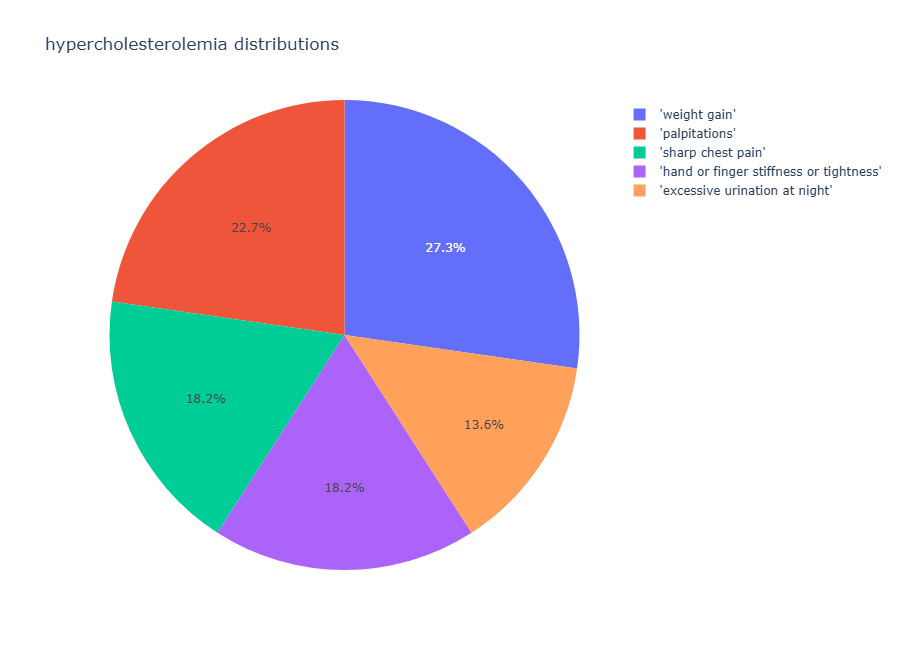 hypercholesterolemia distributions
'weight gain'
'palpitations'
'sharp chest pain'
'hand or finger stiffness or tightness'
'excessive urination at night'
22.7%
27.3%
18.2%
13.6%
18.2%